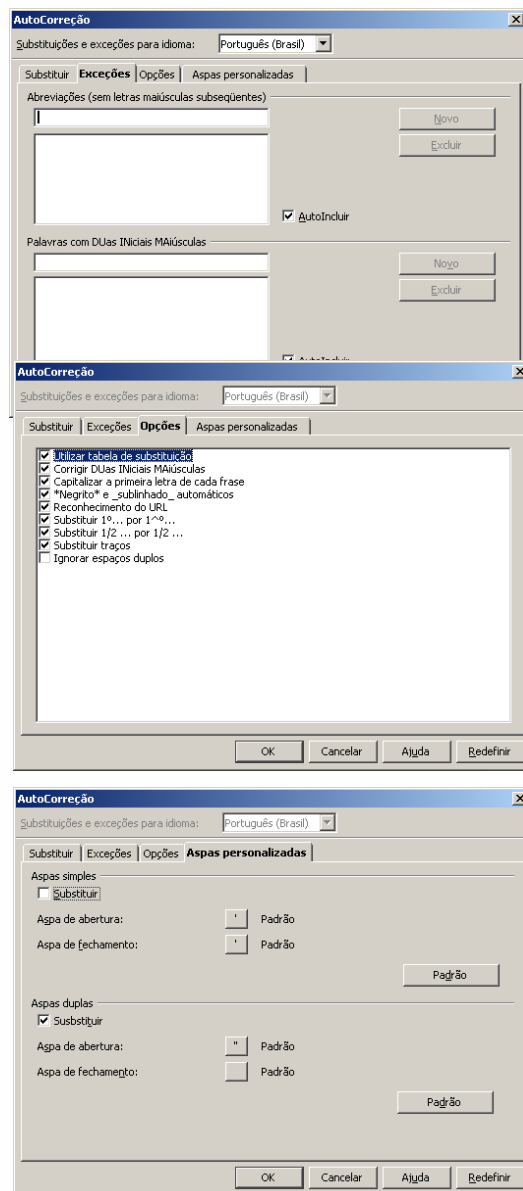 AutoCorreção
Substituições e exceções para idioma: Português (Brasil)
Substituir Exceções Opções Aspas personalizadas
Abreviações (sem letras maiúsculas subseqüentes)
Novo
Excluir
AutoIncluir
Palavras com DUas INiciais MAiúsculas
Novo
Excluir
AutoCorreção
Substituições e exceções para idioma: Português (Brasil)
Substituir Exceções Opções Aspas personalizadas
Utilizar tabela de substituição
Corrigir DUas INiciais MAiúsculas
Capitalizar a primeira letra de cada frase
*Negrito* e _sublinhado_ automáticos
Reconhecimento do URL
Substituir 1º... por 1^º...
Substituir 1/2 ... por 1/2 ...
Substituir traços
Ignorar espaços duplos
OK Cancelar Ajuda Redefinir
AutoCorreção
Substituições e exceções para idioma: Português (Brasil)
Substituir Exceções Opções Aspas personalizadas
Aspas simples
Substituir
Aspa de abertura: ' Padrão
Aspa de fechamento: ' Padrão
Padrão
Aspas duplas
Susbstituir
Aspa de abertura: " Padrão
Aspa de fechamento: Padrão
Padrão
OK Cancelar Ajuda Redefinir